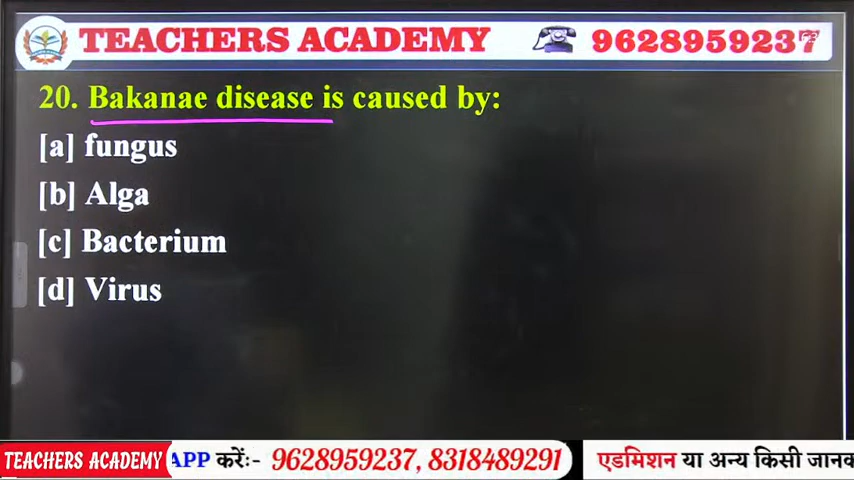 TEACHERS ACADEMY 9628959237
20. Bakanae disease is caused by:
[a] fungus
[b] Alga
[c] Bacterium
[d] Virus
TEACHERS ACADEMY APP करेंः- 9628959237, 8318489291 एडमिशन या अन्य किसी जानक